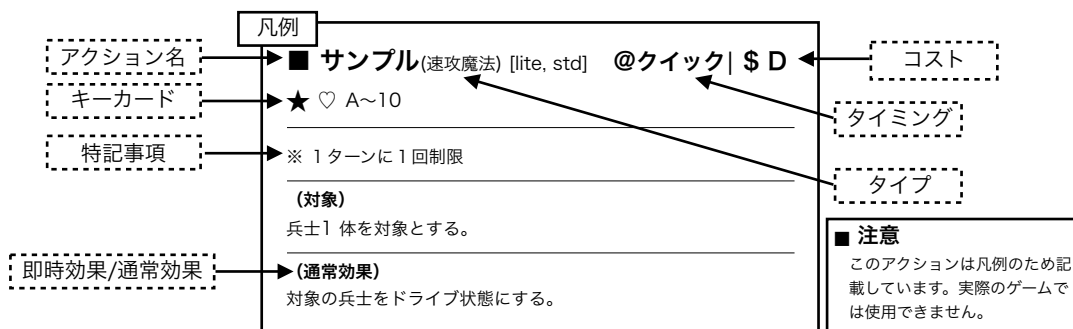 凡例
アクション名
■ サンプル(速攻魔法) [lite, std] @クイック| $ D
コスト
キーカード
★ ♡ A〜10
タイミング
特記事項
※ 1ターンに1回制限
タイプ
(対象)
兵士1 体を対象とする。
即時効果/通常効果
(通常効果)
対象の兵士をドライブ状態にする。
■ 注意
このアクションは凡例のため記
載しています。実際のゲームで
は使用できません。